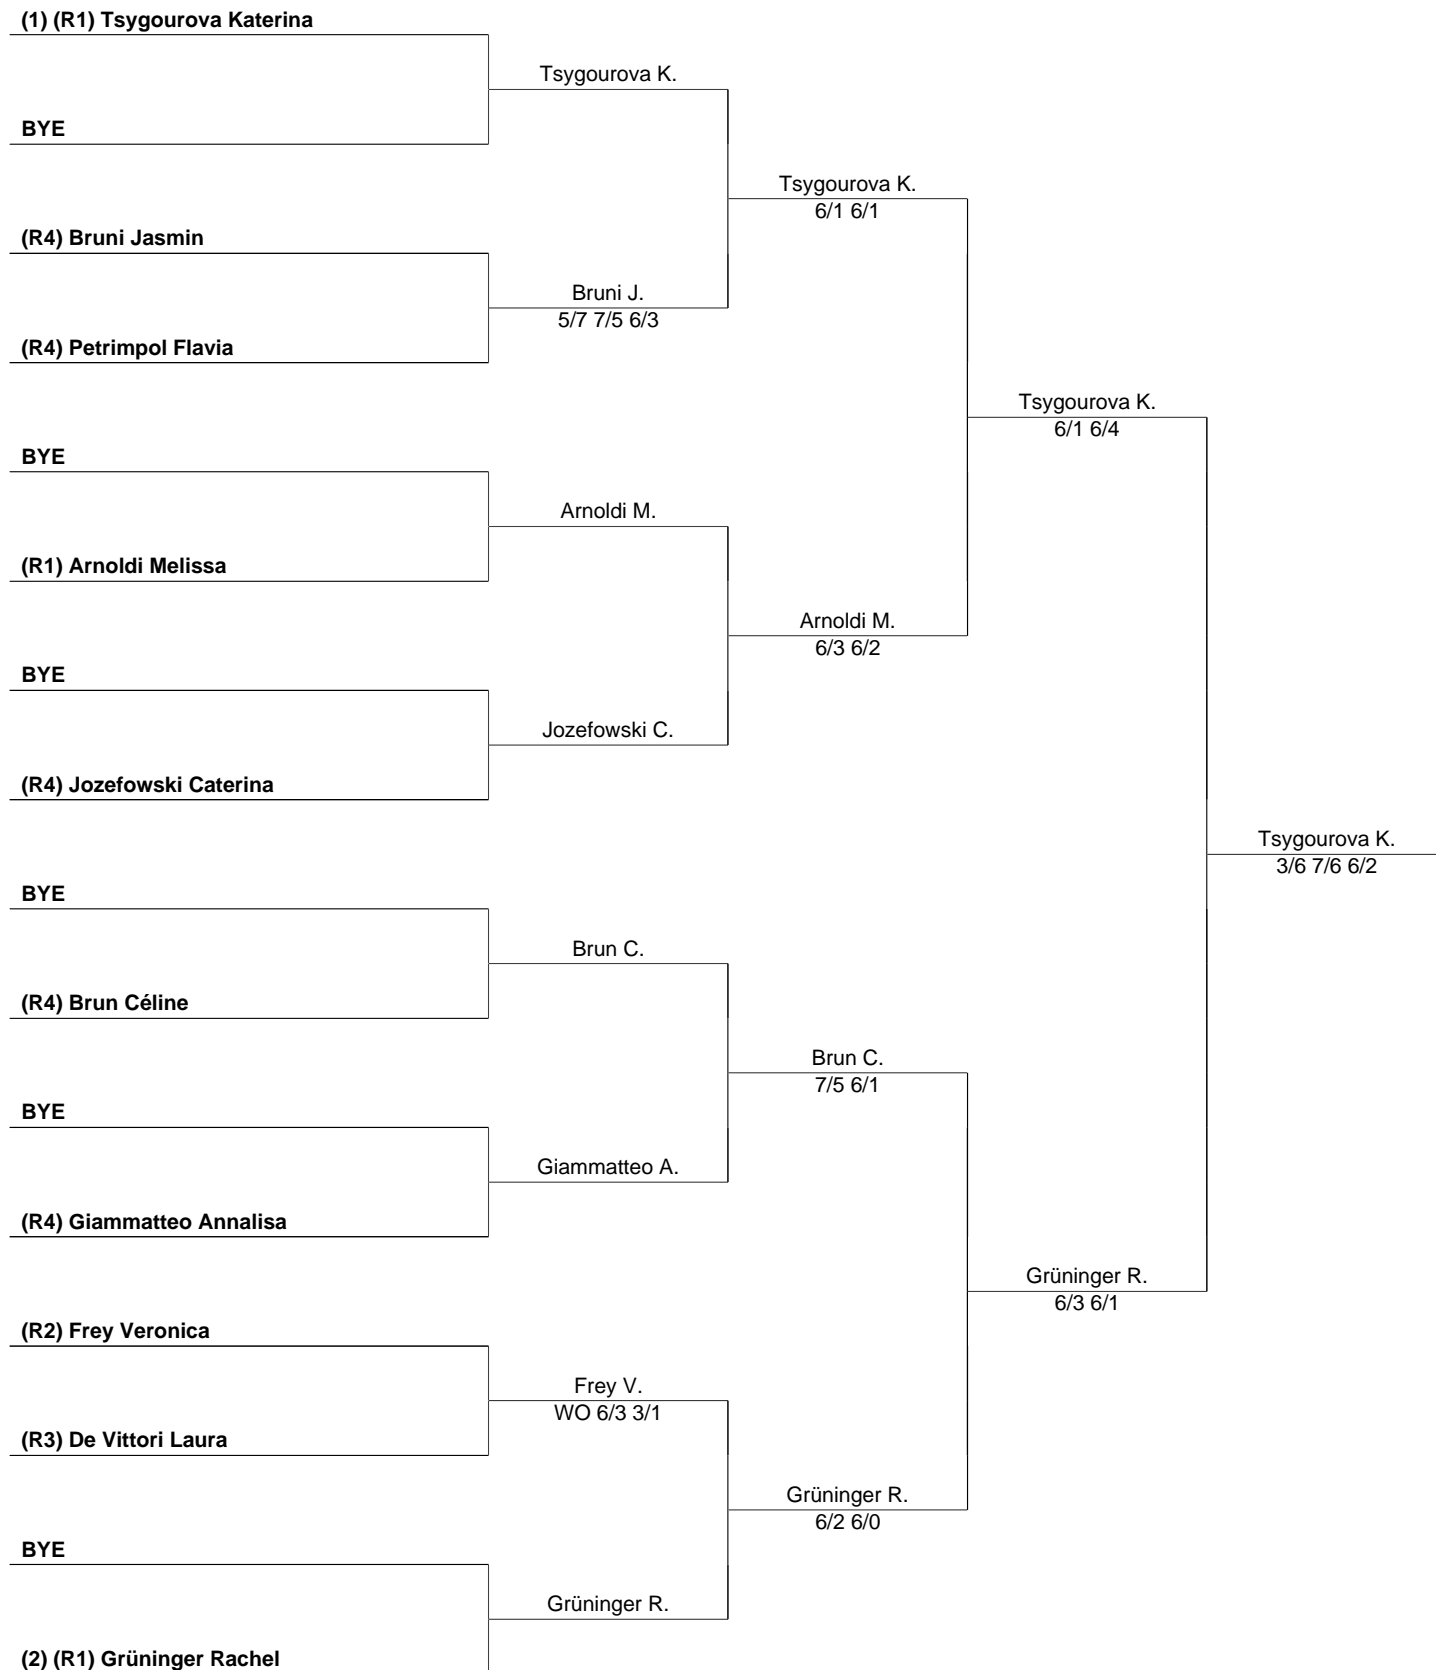 (1) (R1) Tsygourova Katerina
Tsygourova K.
BYE
Tsygourova K.
6/1 6/1
(R4) Bruni Jasmin
Bruni J.
5/7 7/5 6/3
(R4) Petrimpol Flavia
Tsygourova K.
6/1 6/4
BYE
Arnoldi M.
(R1) Arnoldi Melissa
Arnoldi M.
6/3 6/2
BYE
Jozefowski C.
(R4) Jozefowski Caterina
Tsygourova K.
3/6 7/6 6/2
BYE
Brun C.
(R4) Brun Céline
Brun C.
7/5 6/1
BYE
Giammatteo A.
(R4) Giammatteo Annalisa
Grüninger R.
6/3 6/1
(R2) Frey Veronica
Frey V.
WO 6/3 3/1
(R3) De Vittori Laura
Grüninger R.
6/2 6/0
BYE
Grüninger R.
(2) (R1) Grüninger Rachel